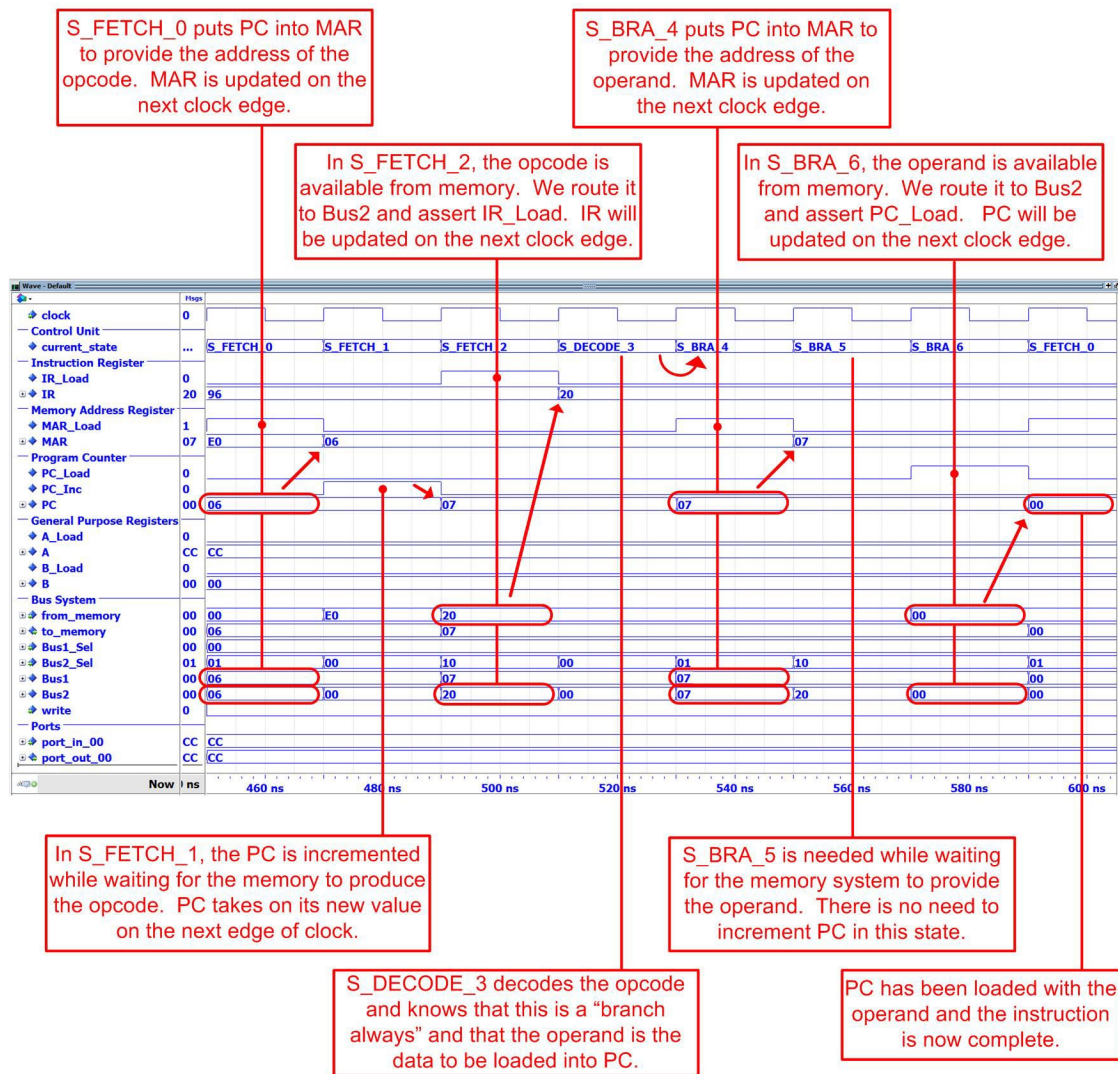 S_FETCH_0 puts PC into MAR
to provide the address of the
opcode. MAR is updated on the
next clock edge.
S_BRA_4 puts PC into MAR to
provide the address of the
operand. MAR is updated on
the next clock edge.
In S_FETCH_2, the opcode is
available from memory. We route it
to Bus2 and assert IR_Load. IR will
be updated on the next clock edge.
In S_BRA_6, the operand is available
from memory. We route it to Bus2
and assert PC_Load. PC will be
updated on the next clock edge.
Wave - Default
Msgs
clock 0
Control Unit
current_state ... S_FETCH_0 S_FETCH_1 S_FETCH_2 S_DECODE_3 S_BRA_4 S_BRA_5 S_BRA_6 S_FETCH_0
Instruction Register
IR_Load 0
IR 20 96 20
Memory Address Register
MAR_Load 1
MAR 07 E0 06 07
Program Counter
PC_Load 0
PC_Inc 0
PC 00 06 07 07 00
General Purpose Registers
A_Load 0
A CC CC
B_Load 0
B 00 00
Bus System
from_memory 00 00 E0 20 00
to_memory 00 06 07 00
Bus1_Sel 00 00
Bus2_Sel 01 01 00 10 00 01 10 01
Bus1 00 06 07 07 00
Bus2 00 06 00 20 00 07 20 00 00
write 0
Ports
port_in_00 CC CC
port_out_00 CC CC
Now ns 460 ns 480 ns 500 ns 520 ns 540 ns 560 ns 580 ns 600 ns
In S_FETCH_1, the PC is incremented
while waiting for the memory to produce
the opcode. PC takes on its new value
on the next edge of clock.
S_BRA_5 is needed while waiting
for the memory system to provide
the operand. There is no need to
increment PC in this state.
S_DECODE_3 decodes the opcode
and knows that this is a “branch
always” and that the operand is the
data to be loaded into PC.
PC has been loaded with the
operand and the instruction
is now complete.